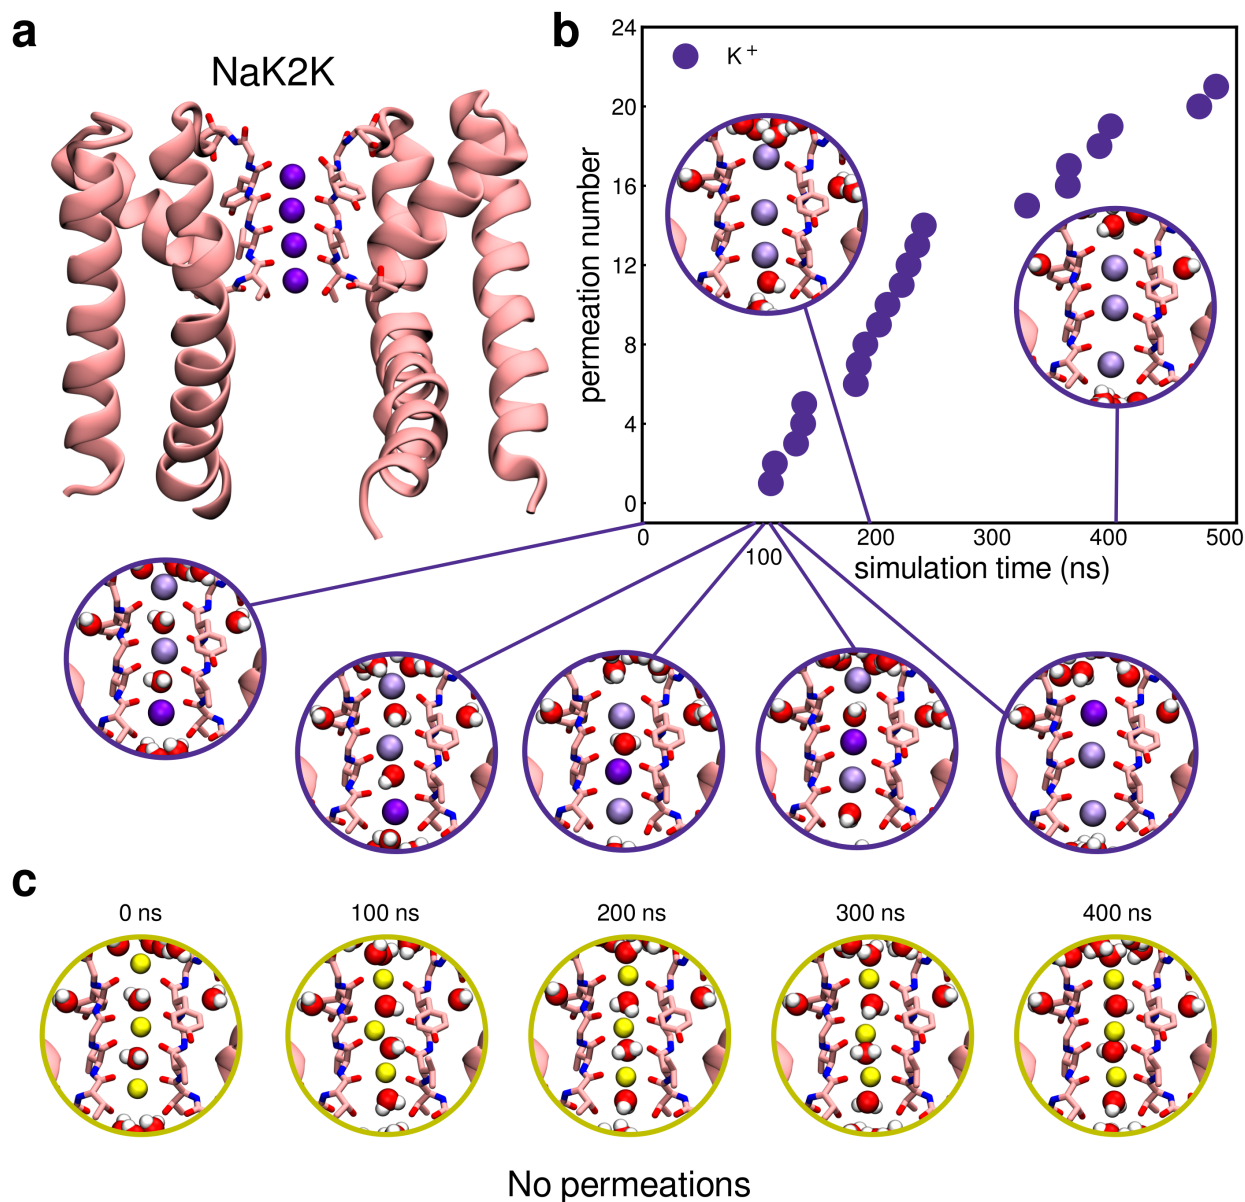 a
NaK2K
b
K+
permeation number
24
20
16
12
8
4
0
0
100
200
300
400
500
simulation time (ns)
c
0 ns
100 ns
200 ns
300 ns
400 ns
No permeations